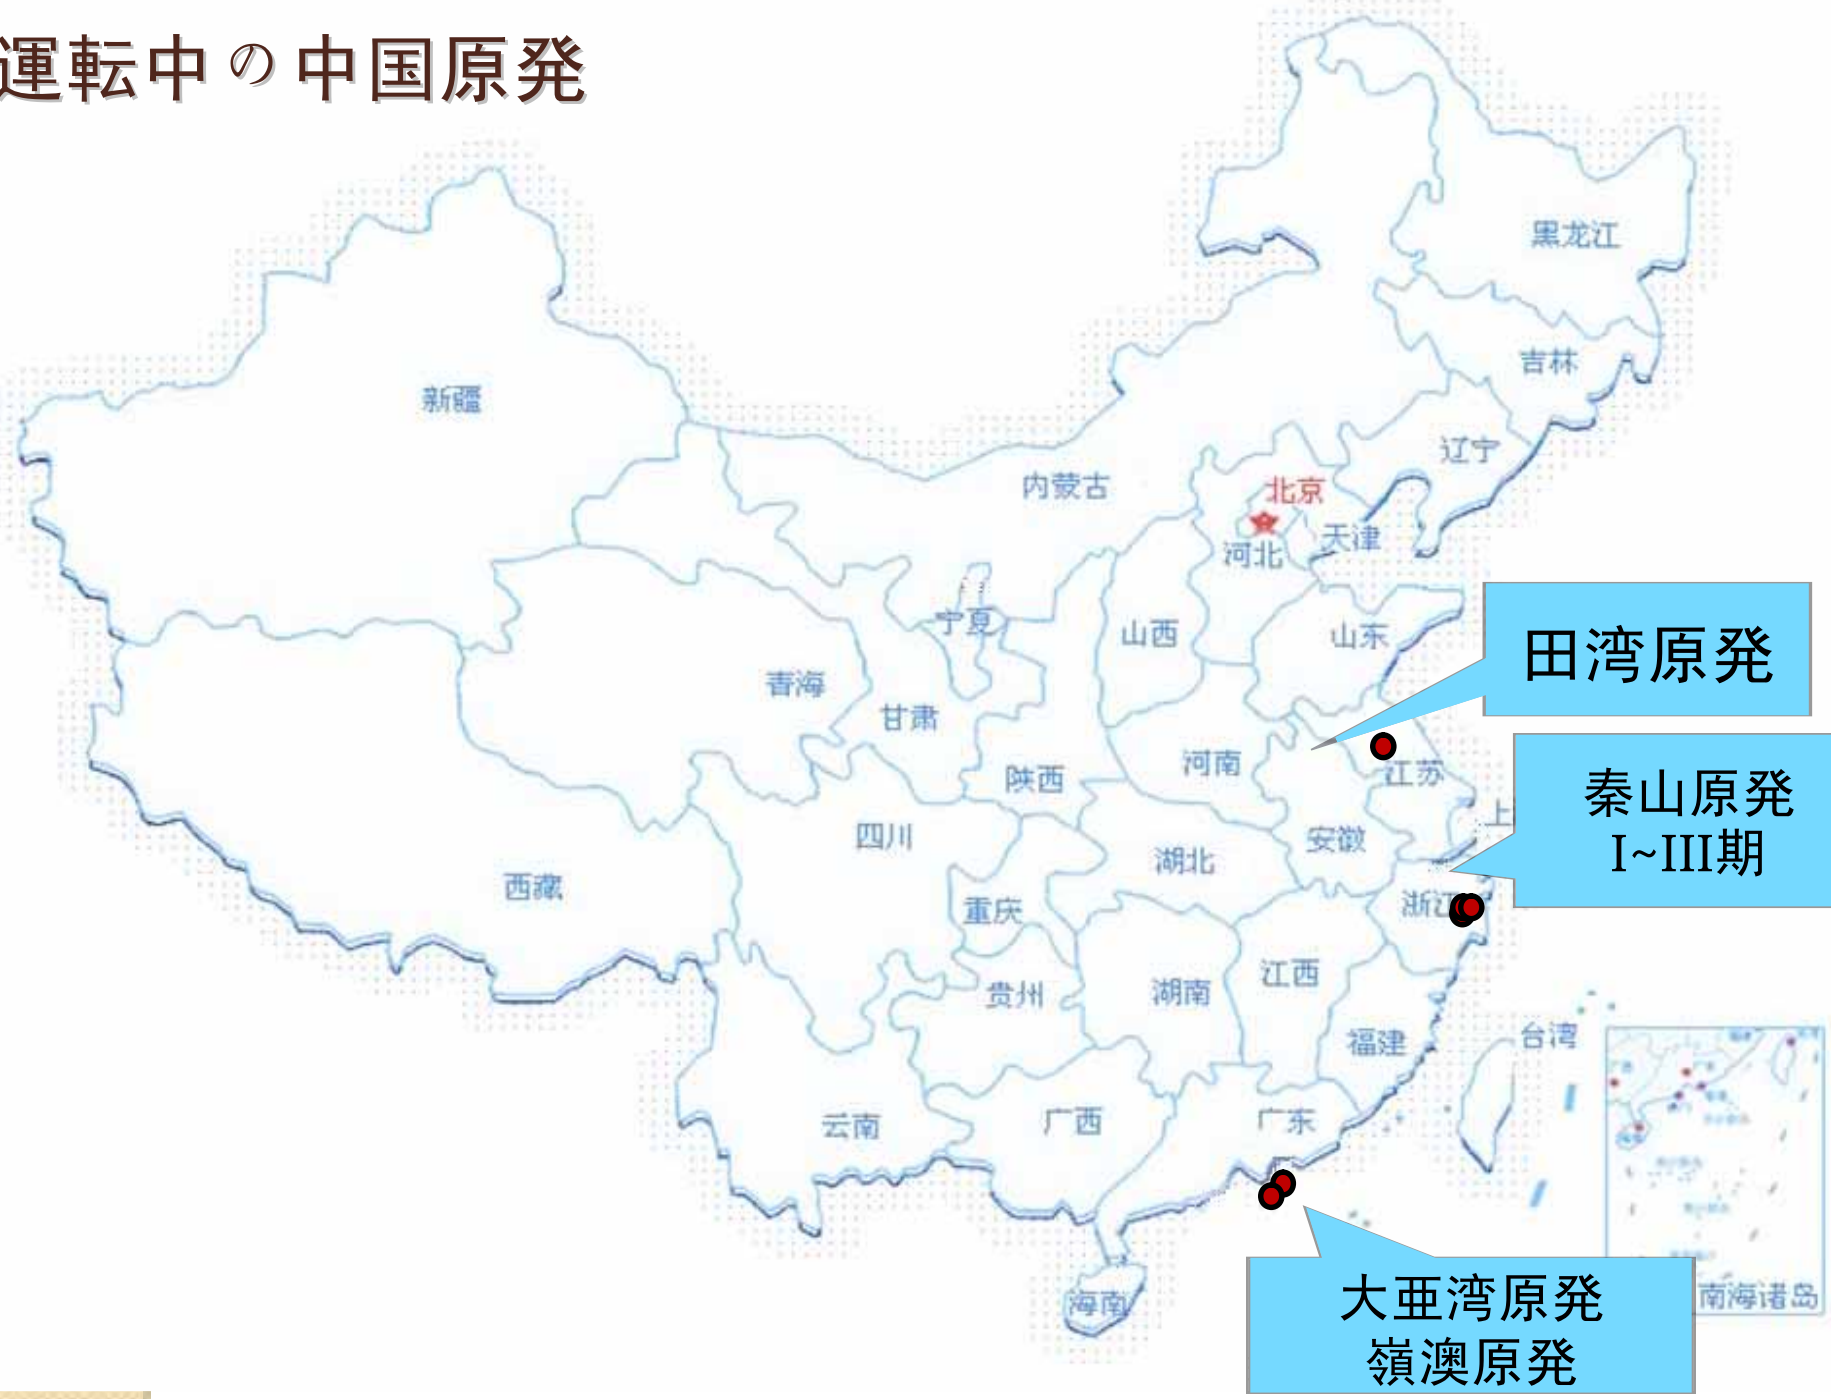 運転中の中国原発
黑龙江
吉林
新疆
辽宁
内蒙古
北京
天津
河北
宁夏
山西
山东
田湾原発
青海
甘肃
河南
陕西
江苏
秦山原発
I~III期
上
四川
安徽
湖北
西藏
重庆
浙江
江西
贵州
湖南
福建
台湾
云南
广西
广东
海南
南海诸岛
大亜湾原発
嶺澳原発